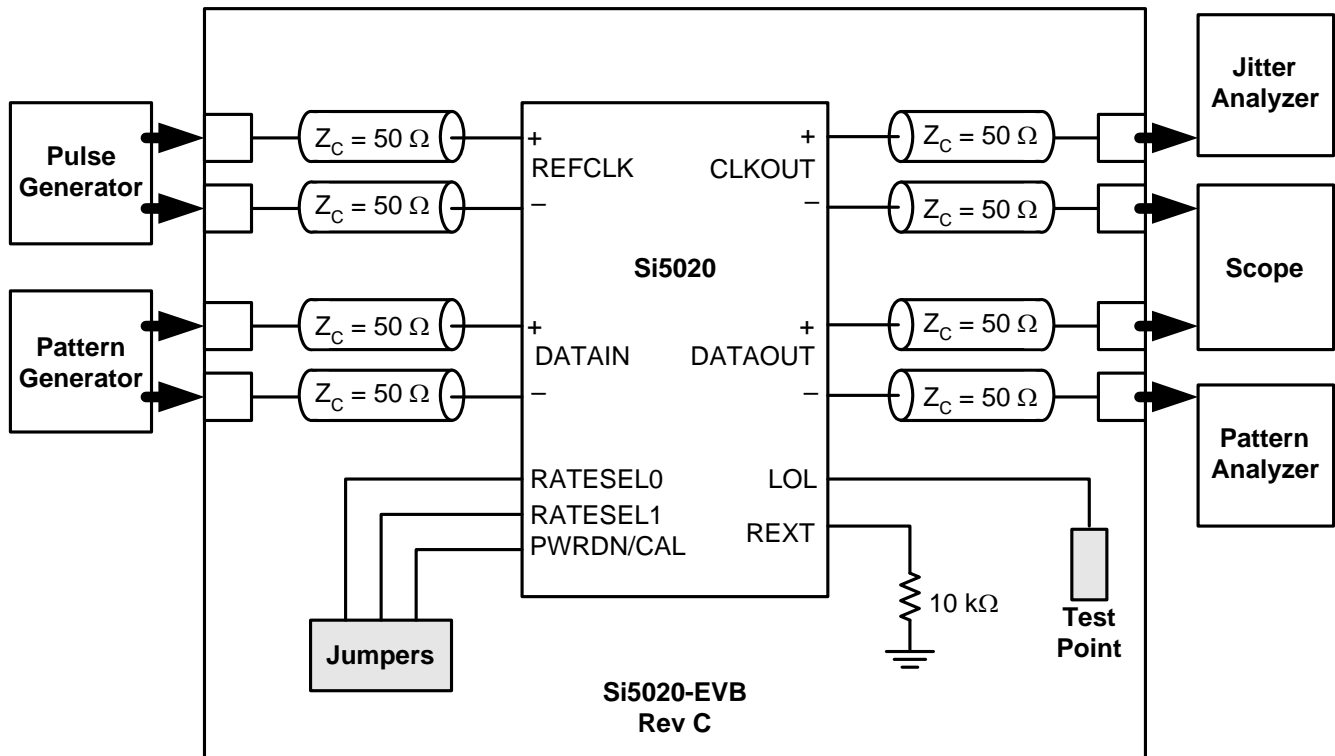 Pulse
Generator
Pattern
Generator
Z_C = 50 Ω
Z_C = 50 Ω
Z_C = 50 Ω
Z_C = 50 Ω
+
REFCLK
–
+
DATAIN
–
RATESEL0
RATESEL1
PWRDN/CAL
Jumpers
Si5020
+
CLKOUT
–
+
DATAOUT
–
LOL
REXT
Z_C = 50 Ω
Z_C = 50 Ω
Z_C = 50 Ω
Z_C = 50 Ω
10 kΩ
Test
Point
Jitter
Analyzer
Scope
Pattern
Analyzer
Si5020-EVB
Rev C